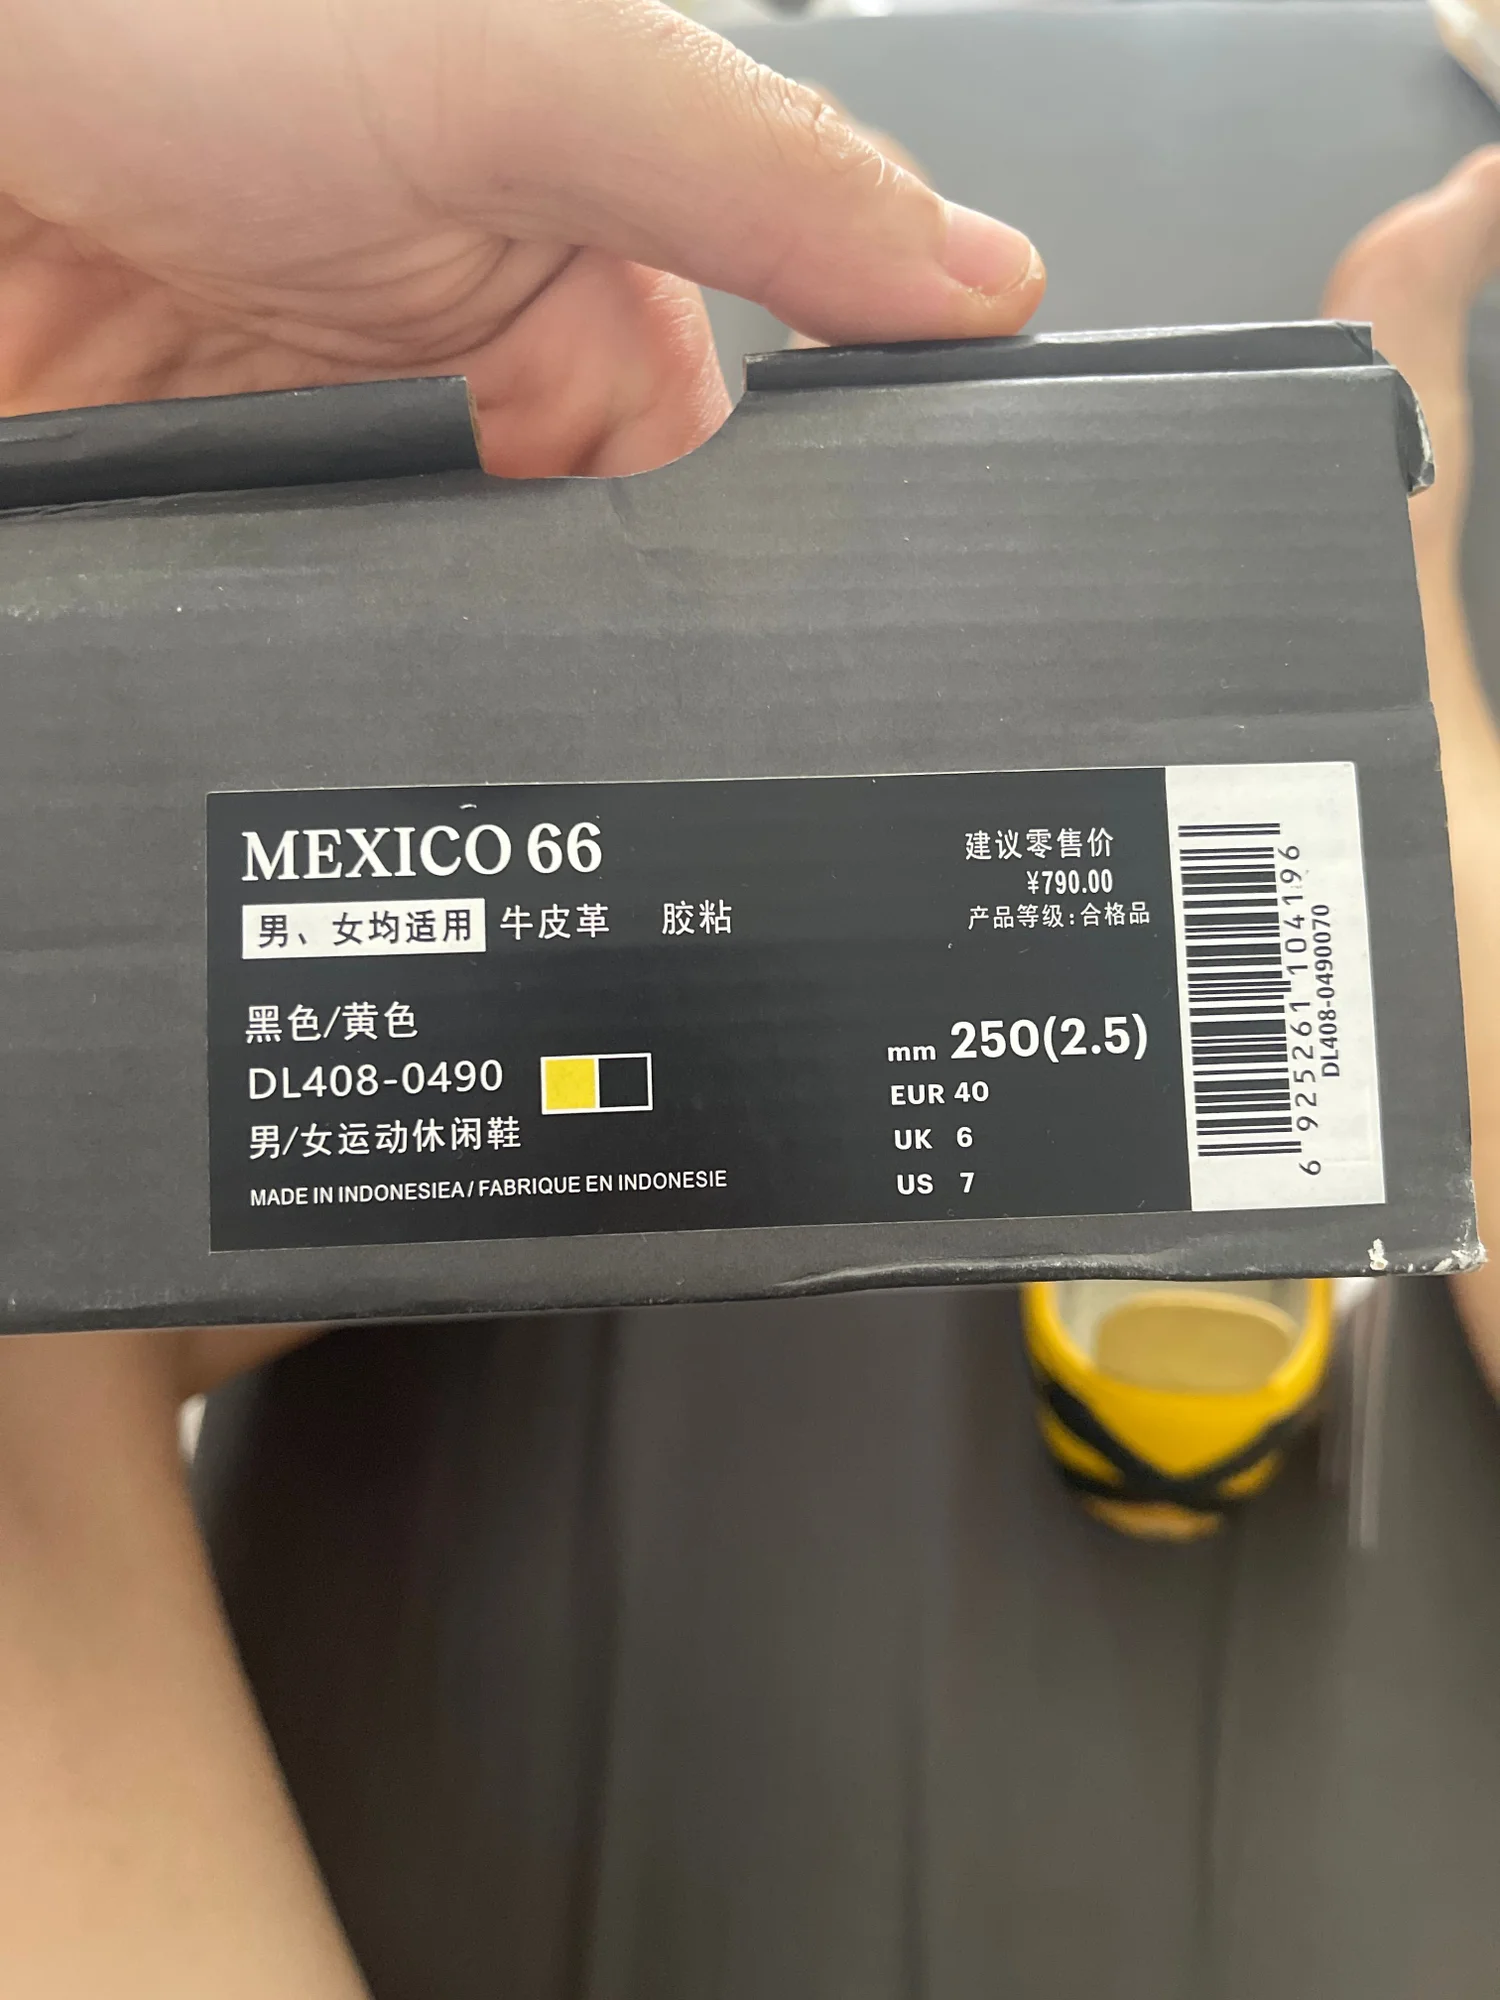 MEXICO 66
男、女均适用 牛皮革 胶粘
黑色/黄色
DL408-0490
男/女运动休闲鞋
MADE IN INDONESIEA / FABRIQUE EN INDONESIE
建议零售价
¥790.00
产品等级:合格品
mm 250(2.5)
EUR 40
UK 6
US 7
6 925261 104196
DL408-0490070